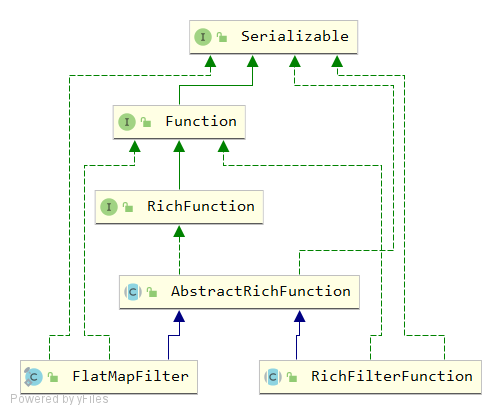 I Serializable
I Function
I RichFunction
C AbstractRichFunction
C FlatMapFilter
C RichFilterFunction
Powered by yFiles